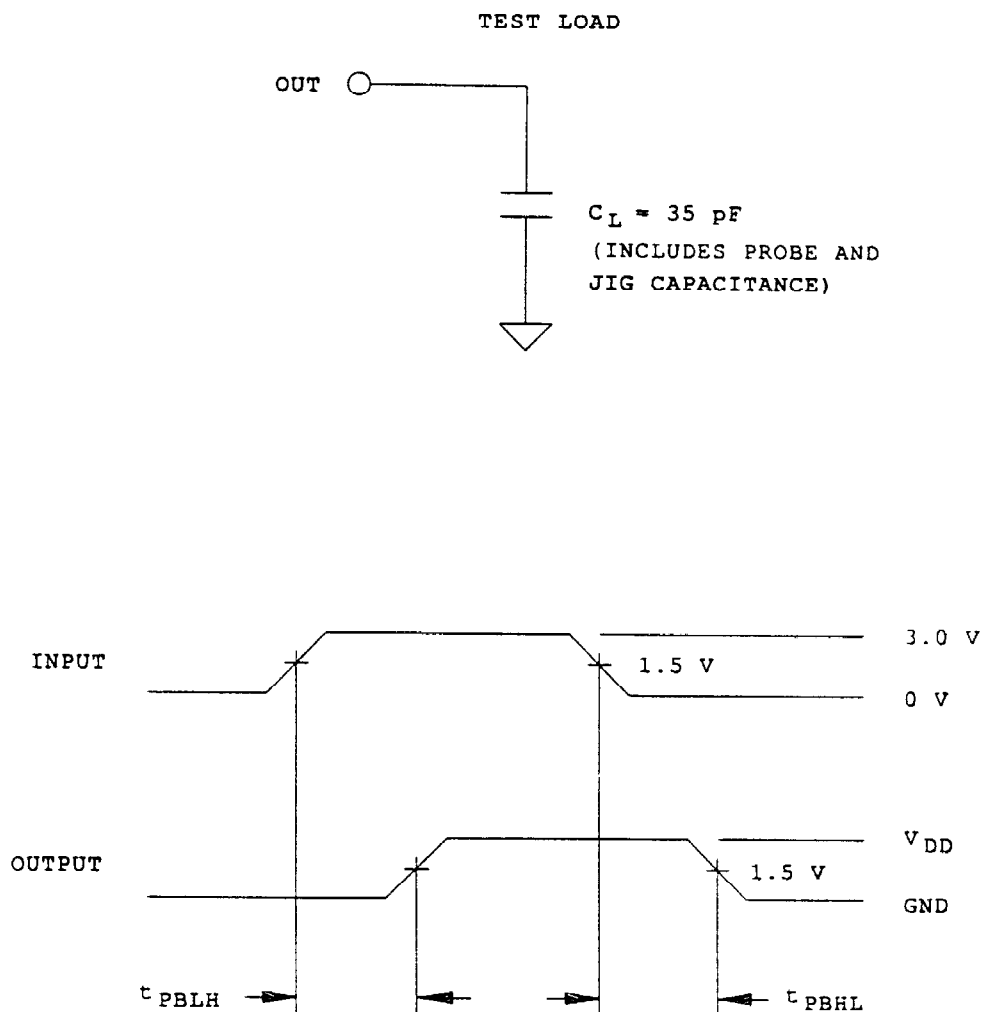 TEST LOAD
OUT
C_L = 35 pF
(INCLUDES PROBE AND
JIG CAPACITANCE)
3.0 V
INPUT
1.5 V
0 V
V_DD
OUTPUT
1.5 V
GND
t_PBLH
t_PBHL